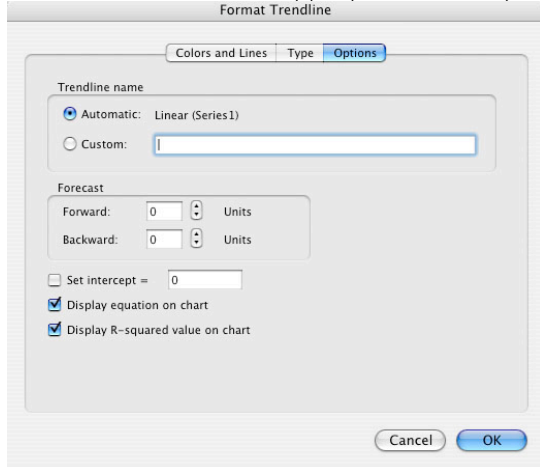 Format Trendline
Colors and Lines Type Options
Trendline name
Automatic: Linear (Series1)
Custom:
Forecast
Forward: 0 Units
Backward: 0 Units
Set intercept = 0
Display equation on chart
Display R-squared value on chart
Cancel OK